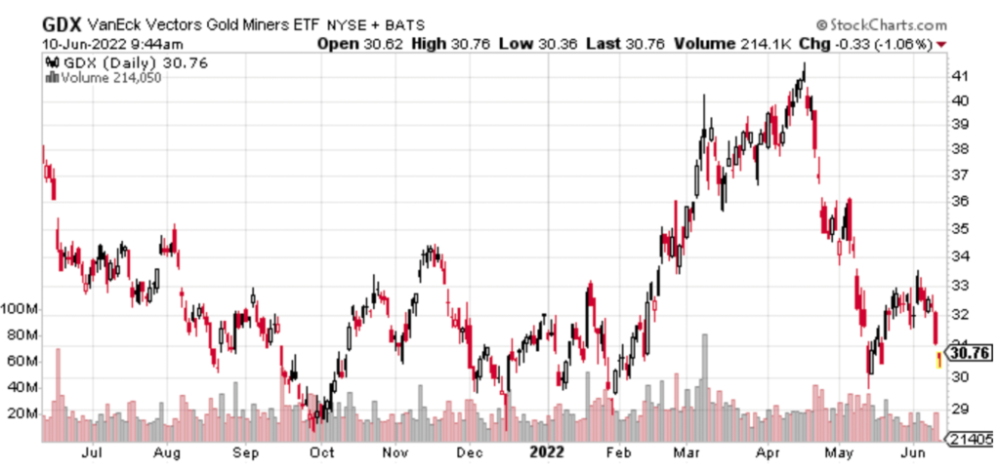 GDX VanEck Vectors Gold Miners ETF NYSE + BATS
© StockCharts.com
10-Jun-2022 9:44am
Open 30.62 High 30.76 Low 30.36 Last 30.76 Volume 214.1K Chg -0.33 (-1.06%)
GDX (Daily) 30.76
Volume 214,050
41
40
39
38
37
36
35
34
33
32
31
30.76
30
29
100M
80M
60M
40M
20M
21405
Jul Aug Sep Oct Nov Dec 2022 Feb Mar Apr May Jun